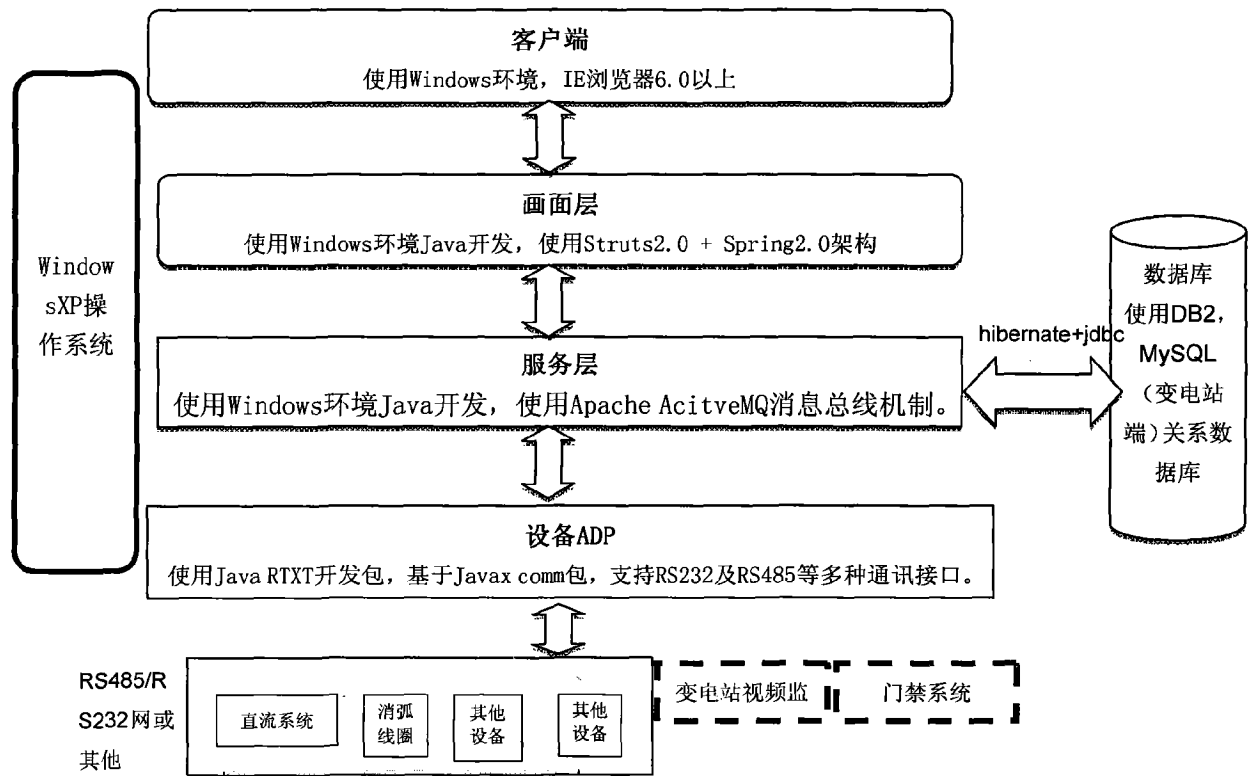 客户端
使用Windows环境，IE浏览器6.0以上
画面层
使用Windows环境Java开发，使用Struts2.0 + Spring2.0架构
Window
sXP操
作系统
服务层
使用Windows环境Java开发，使用Apache AcitveMQ消息总线机制。
hibernate+jdbc
数据库
使用DB2，
MySQL
（变电站
端）关系数
据库
设备ADP
使用Java RTXT开发包，基于Javax comm包，支持RS232及RS485等多种通讯接口。
RS485/R
S232网或
其他
直流系统
消弧
线圈
其他
设备
其他
设备
变电站视频监
门禁系统